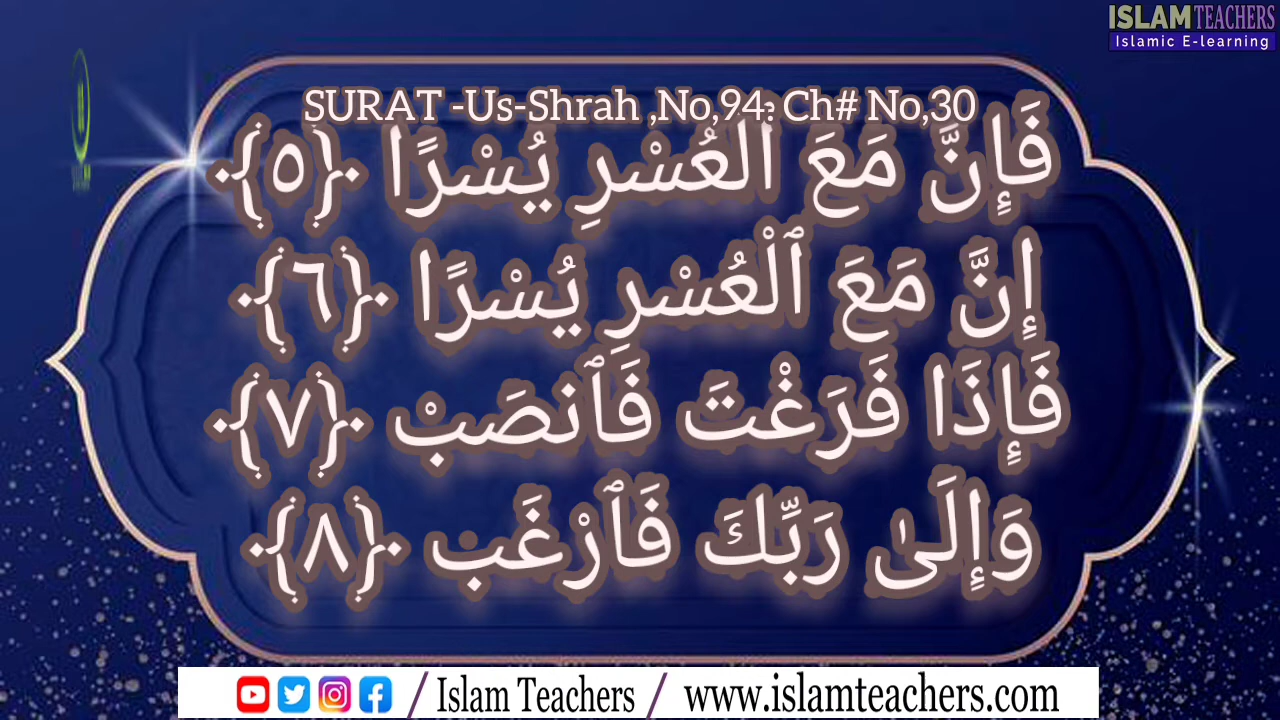 ISLAM TEACHERS
Islamic E-learning
SURAT -Us-Shrah ,No,94: Ch# No,30
فَإِنَّ مَعَ ٱلْعُسْرِ يُسْرًا ﴿٥﴾
إِنَّ مَعَ ٱلْعُسْرِ يُسْرًا ﴿٦﴾
فَإِذَا فَرَغْتَ فَٱنصَبْ ﴿٧﴾
وَإِلَىٰ رَبِّكَ فَٱرْغَب ﴿٨﴾
/ Islam Teachers / www.islamteachers.com